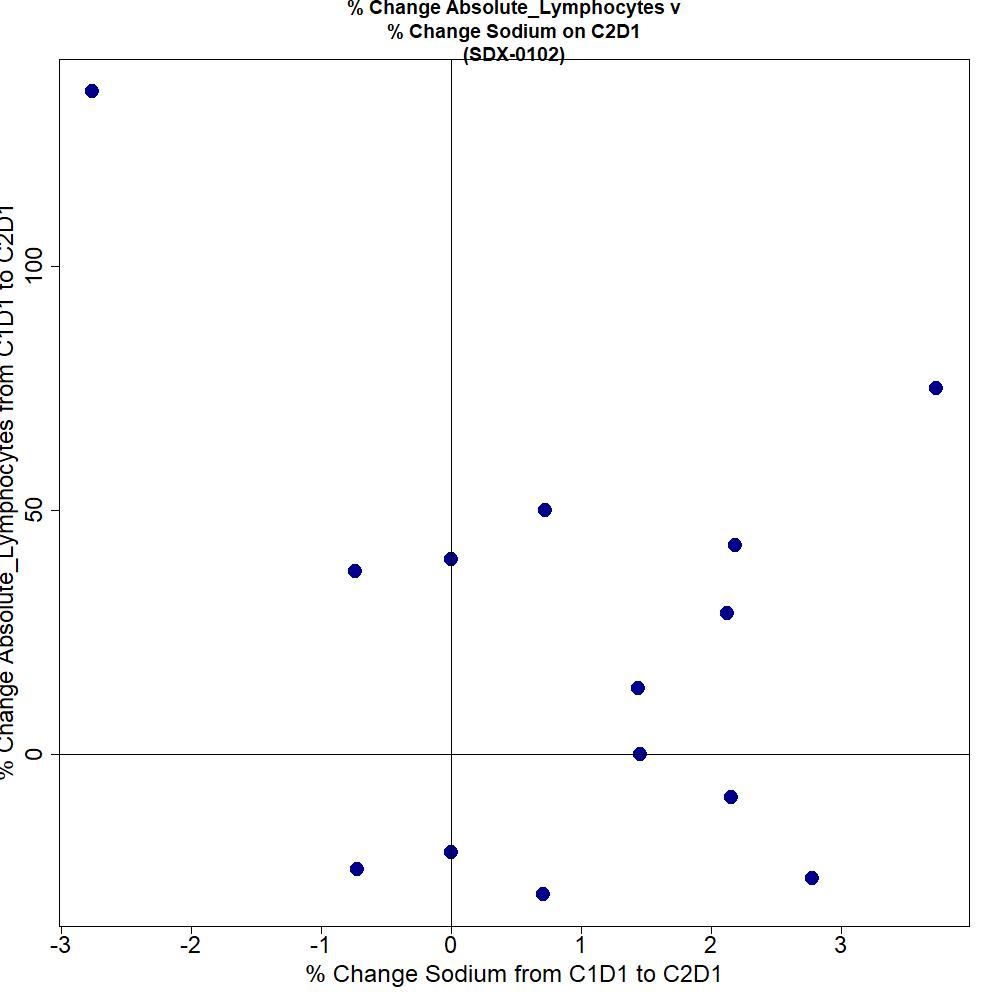 % Change Absolute_Lymphocytes v
% Change Sodium on C2D1
(SDX-0102)
% Change Absolute_Lymphocytes from C1D1 to C2D1
100
50
0
-3 -2 -1 0 1 2 3
% Change Sodium from C1D1 to C2D1